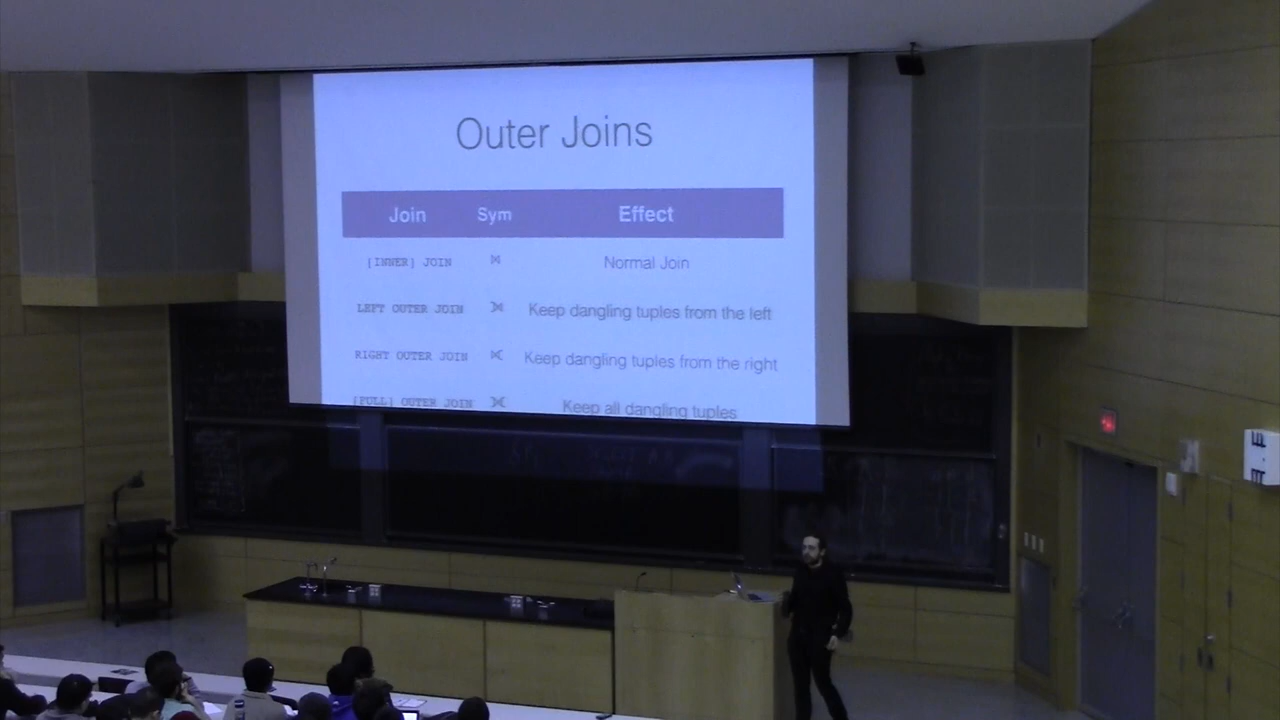 Outer Joins
Join Sym Effect
[INNER] JOIN ⋈ Normal Join
LEFT OUTER JOIN ⟕ Keep dangling tuples from the left
RIGHT OUTER JOIN ⟖ Keep dangling tuples from the right
[FULL] OUTER JOIN ⟗ Keep all dangling tuples